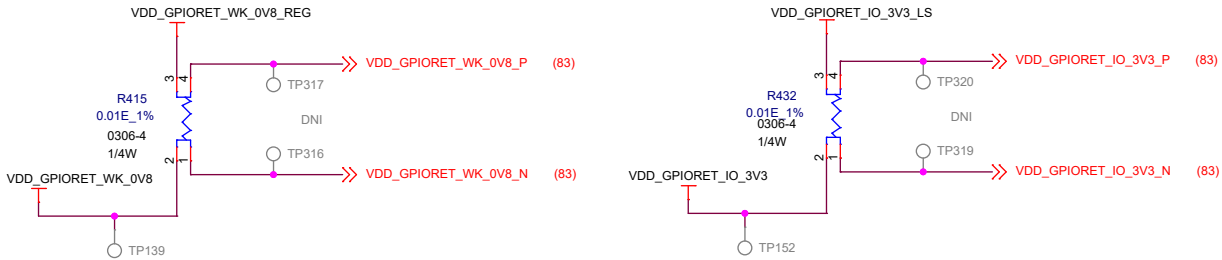 VDD_GPIORET_WK_0V8_REG
3
4
VDD_GPIORET_WK_0V8_P (83)
TP317
R415
0.01E_1%
0306-4
1/4W
DNI
TP316
2
1
VDD_GPIORET_WK_0V8_N (83)
VDD_GPIORET_WK_0V8
TP139
VDD_GPIORET_IO_3V3_LS
3
4
VDD_GPIORET_IO_3V3_P (83)
TP320
R432
0.01E_1%
0306-4
1/4W
DNI
TP319
2
1
VDD_GPIORET_IO_3V3_N (83)
VDD_GPIORET_IO_3V3
TP152